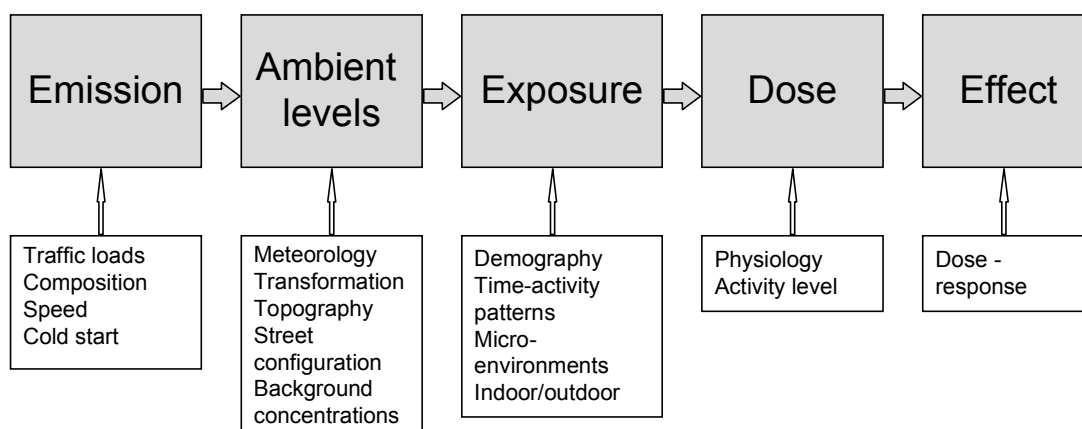 Emission
Ambient
levels
Exposure
Dose
Effect
Traffic loads
Composition
Speed
Cold start
Meteorology
Transformation
Topography
Street
configuration
Background
concentrations
Demography
Time-activity
patterns
Micro-
environments
Indoor/outdoor
Physiology
Activity level
Dose -
response